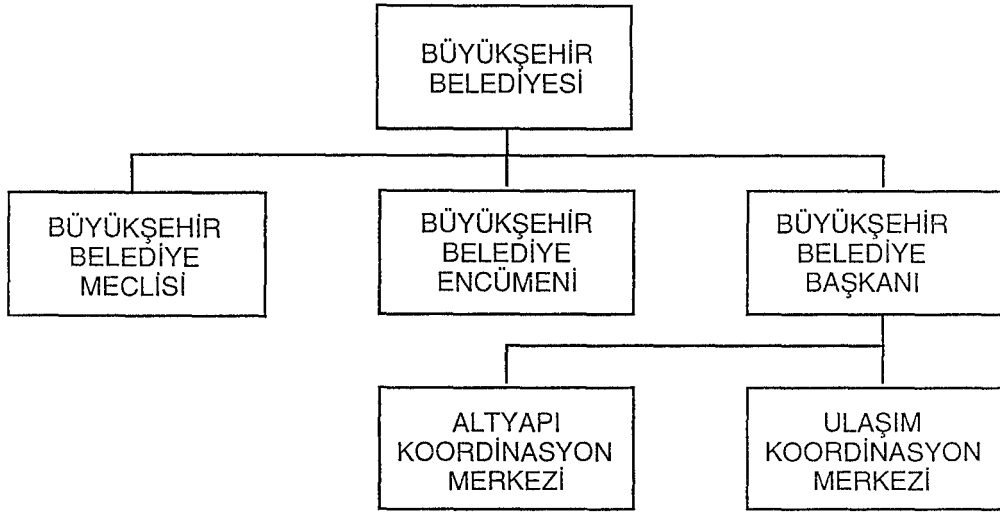 BÜYÜKŞEHİR
BELEDİYESİ
BÜYÜKŞEHİR
BELEDİYE
MECLİSİ
BÜYÜKŞEHİR
BELEDİYE
ENCÜMENİ
BÜYÜKŞEHİR
BELEDİYE
BAŞKANI
ALTYAPI
KOORDİNASYON
MERKEZİ
ULAŞIM
KOORDİNASYON
MERKEZİ